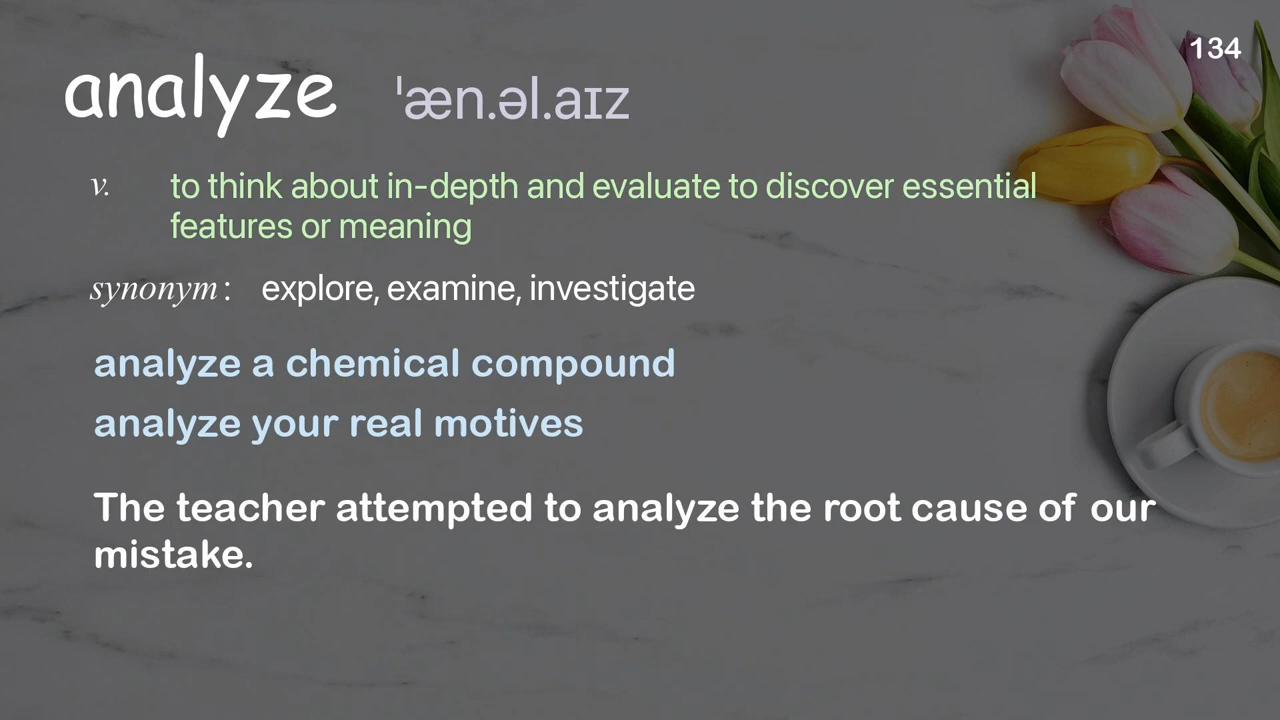 134
analyze ˈæn.əl.aɪz
v. to think about in-depth and evaluate to discover essential
features or meaning
synonym : explore, examine, investigate
analyze a chemical compound
analyze your real motives
The teacher attempted to analyze the root cause of our
mistake.